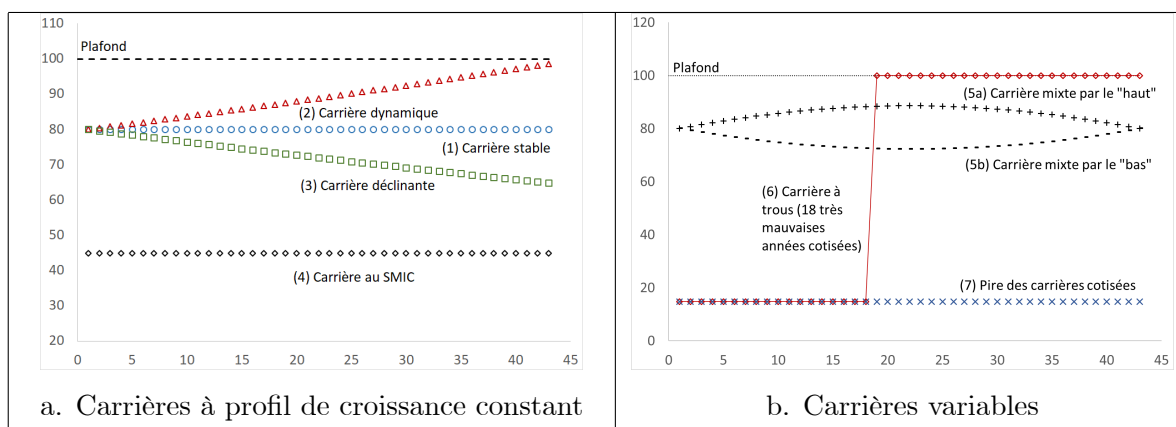 110
100
90
80
70
60
50
40
30
20
0
5
10
15
20
25
30
35
40
45
Plafond
(2) Carrière dynamique
(1) Carrière stable
(3) Carrière déclinante
(4) Carrière au SMIC
a. Carrières à profil de croissance constant
120
100
80
60
40
20
0
0
5
10
15
20
25
30
35
40
45
Plafond
(5a) Carrière mixte par le "haut"
(5b) Carrière mixte par le "bas"
(6) Carrière à
trous (18 très
mauvaises
années cotisées)
(7) Pire des carrières cotisées
b. Carrières variables